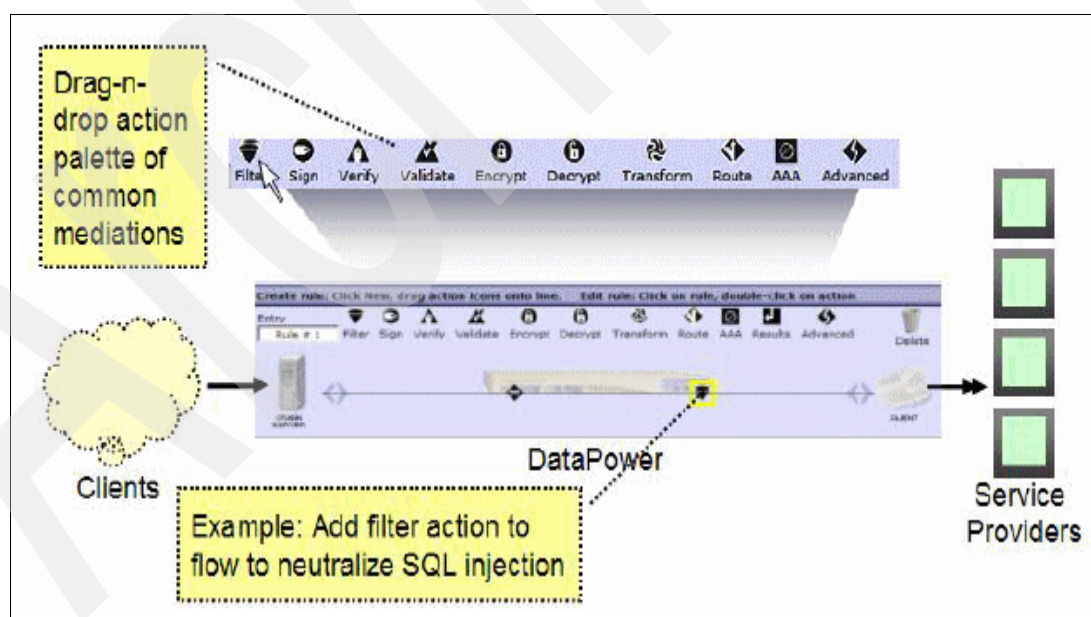 Drag-n-
drop action
palette of
common
mediations
Filter Sign Verify Validate Encrypt Decrypt Transform Route AAA Advanced
Create rule: Click New, drag action icons onto line. Edit rule: Click on rule, double-click on action
Entry
Rule # 1 Filter Sign Verify Validate Encrypt Decrypt Transform Route AAA Results Advanced Delete
CLIENT
DataPower
Clients
Service
Providers
Example: Add filter action to
flow to neutralize SQL injection